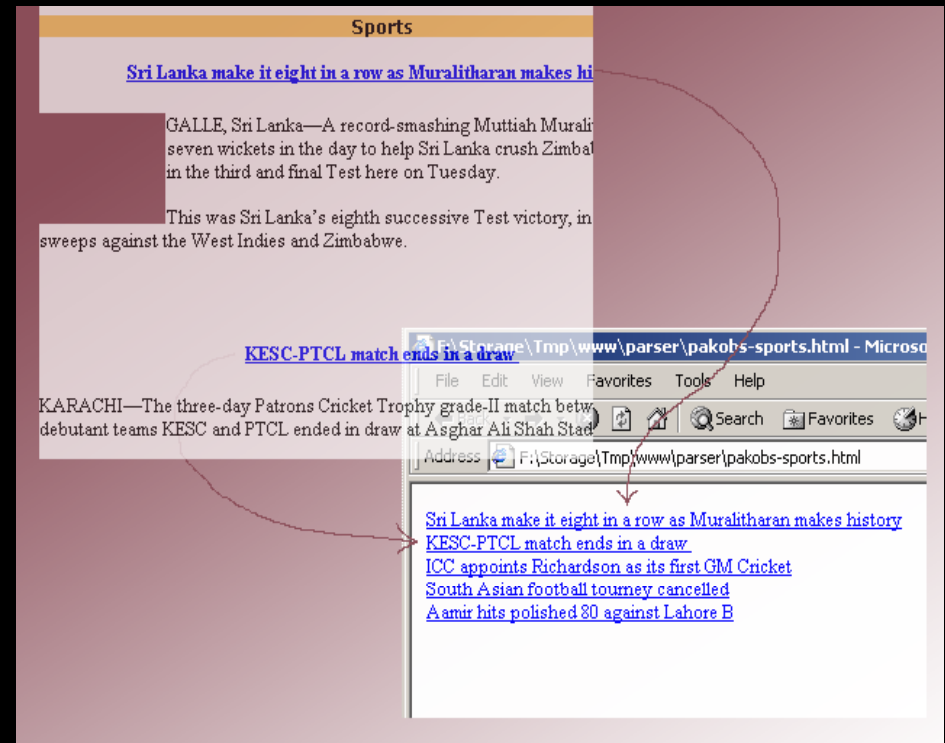 Sports
Sri Lanka make it eight in a row as Muralitharan makes hi
GALLE, Sri Lanka—A record-smashing Muttiah Murali
seven wickets in the day to help Sri Lanka crush Zimbab
in the third and final Test here on Tuesday.
This was Sri Lanka's eighth successive Test victory, in
sweeps against the West Indies and Zimbabwe.
KESC-PTCL match ends in a draw
KARACHI—The three-day Patrons Cricket Trophy grade-II match betw
debutant teams KESC and PTCL ended in draw at Asghar Ali Shah Stad
F:\Storage\Tmp\www\parser\pakobs-sports.html - Microso
File Edit View Favorites Tools Help
Back Search Favorites H
Address F:\Storage\Tmp\www\parser\pakobs-sports.html
Sri Lanka make it eight in a row as Muralitharan makes history
KESC-PTCL match ends in a draw
ICC appoints Richardson as its first GM Cricket
South Asian football tourney cancelled
Aamir hits polished 80 against Lahore B